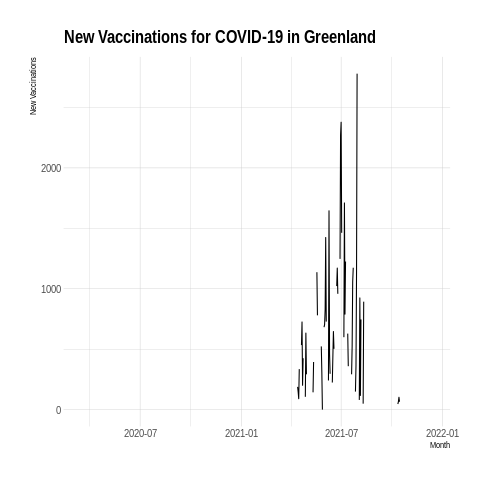 New Vaccinations for COVID-19 in Greenland
New Vaccinations
2000
1000
0
2020-07 2021-01 2021-07 2022-01
Month